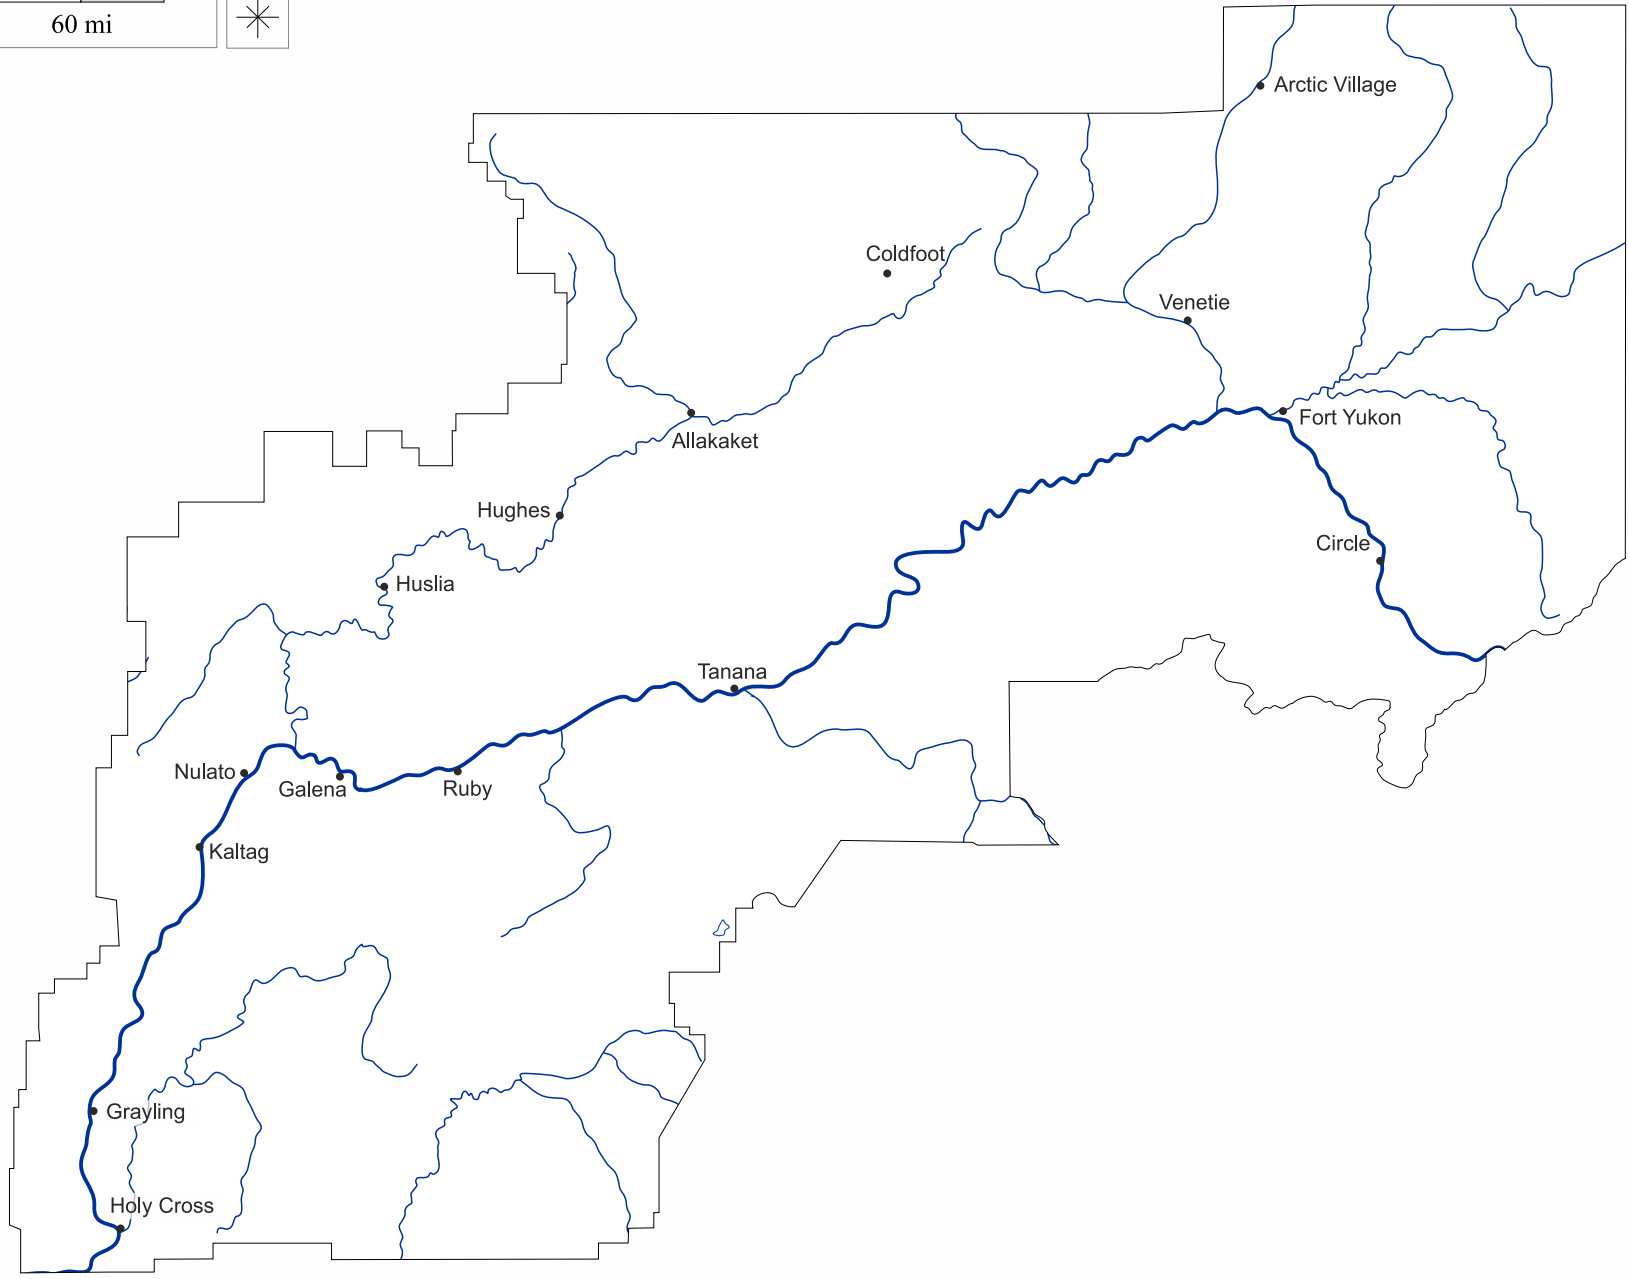 60 mi
Arctic Village
Coldfoot
Venetie
Fort Yukon
Allakaket
Hughes
Circle
Huslia
Tanana
Nulato
Galena
Ruby
Kaltag
Grayling
Holy Cross